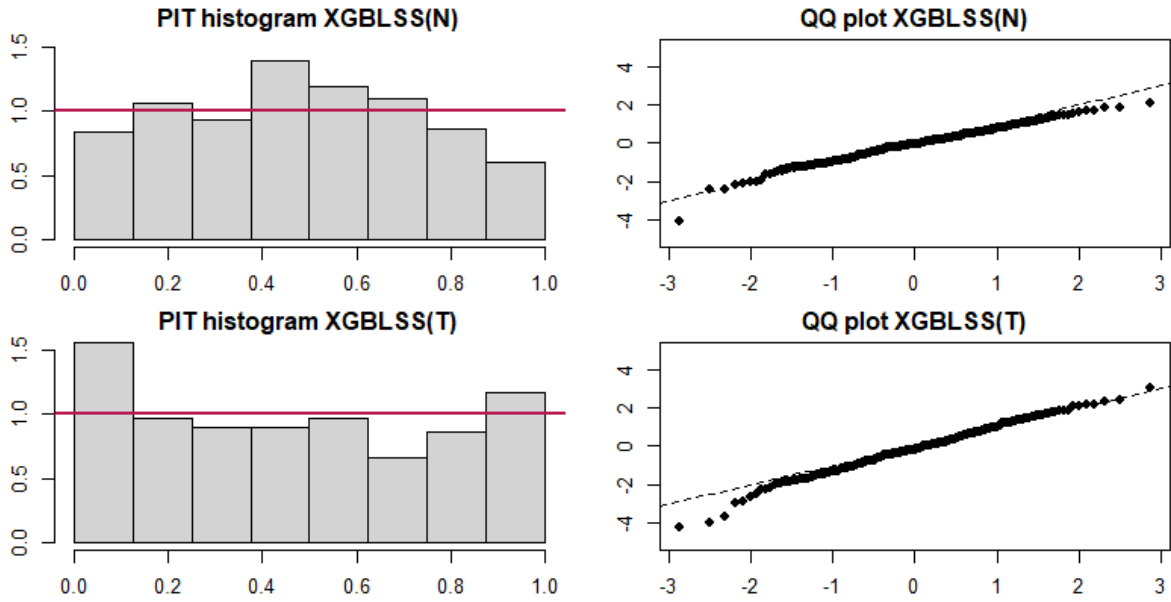 PIT histogram XGBLSS(N)
1.5
1.0
0.5
0.0
0.0 0.2 0.4 0.6 0.8 1.0
QQ plot XGBLSS(N)
4
2
0
-2
-4
-3 -2 -1 0 1 2 3
PIT histogram XGBLSS(T)
1.5
1.0
0.5
0.0
0.0 0.2 0.4 0.6 0.8 1.0
QQ plot XGBLSS(T)
4
2
0
-2
-4
-3 -2 -1 0 1 2 3